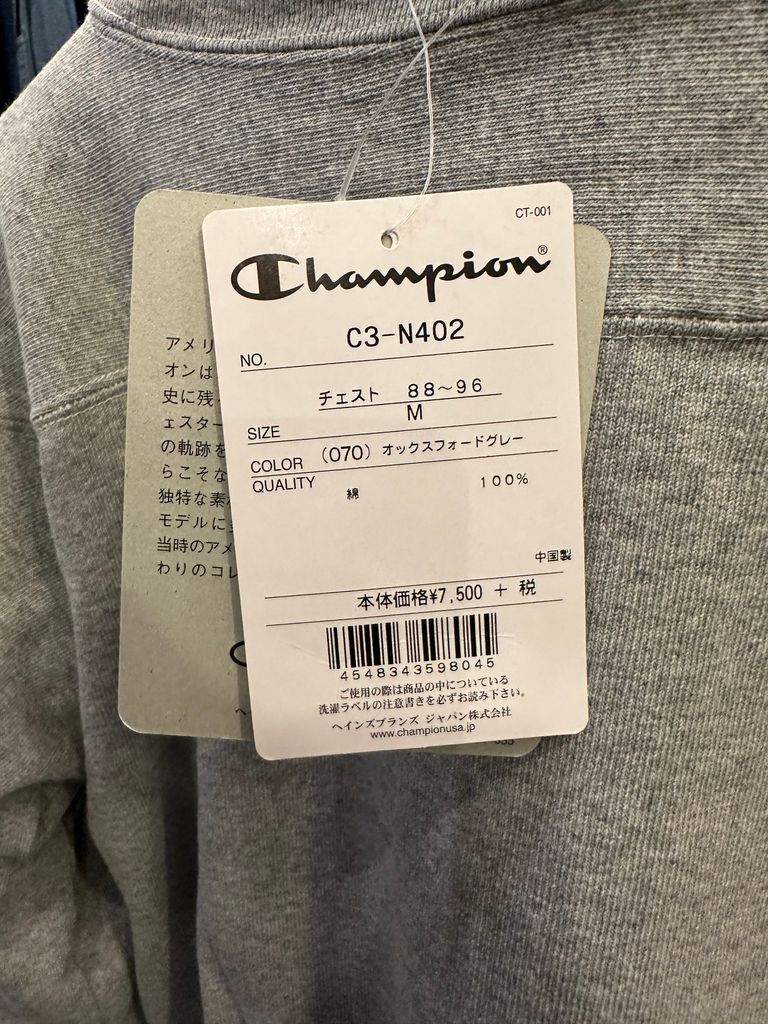 CT-001
Champion®
NO. C3-N402
チェスト 88～96
SIZE M
COLOR (070) オックスフォードグレー
QUALITY
綿 100%
中国製
本体価格¥7,500 + 税
4548343598045
ご使用の際は商品の中についている
洗濯ラベルの注意書きを必ずお読み下さい。
ヘインズブランズ ジャパン株式会社
www.championusa.jp
アメリ
オンは
史に残
ェスター
の軌跡を
らこそな
独特な素
モデルに
当時のアメ
わりのコレ